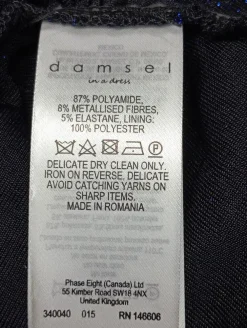 damsel
in a dress
87% POLYAMIDE,
8% METALLISED FIBRES,
5% ELASTANE, LINING:
100% POLYESTER
DELICATE DRY CLEAN ONLY.
IRON ON REVERSE. DELICATE
AVOID CATCHING YARNS ON
SHARP ITEMS.
MADE IN ROMANIA
Phase Eight (Canada) Ltd
55 Kimber Road SW18 4NX
United Kingdom
340040 015 RN 146606